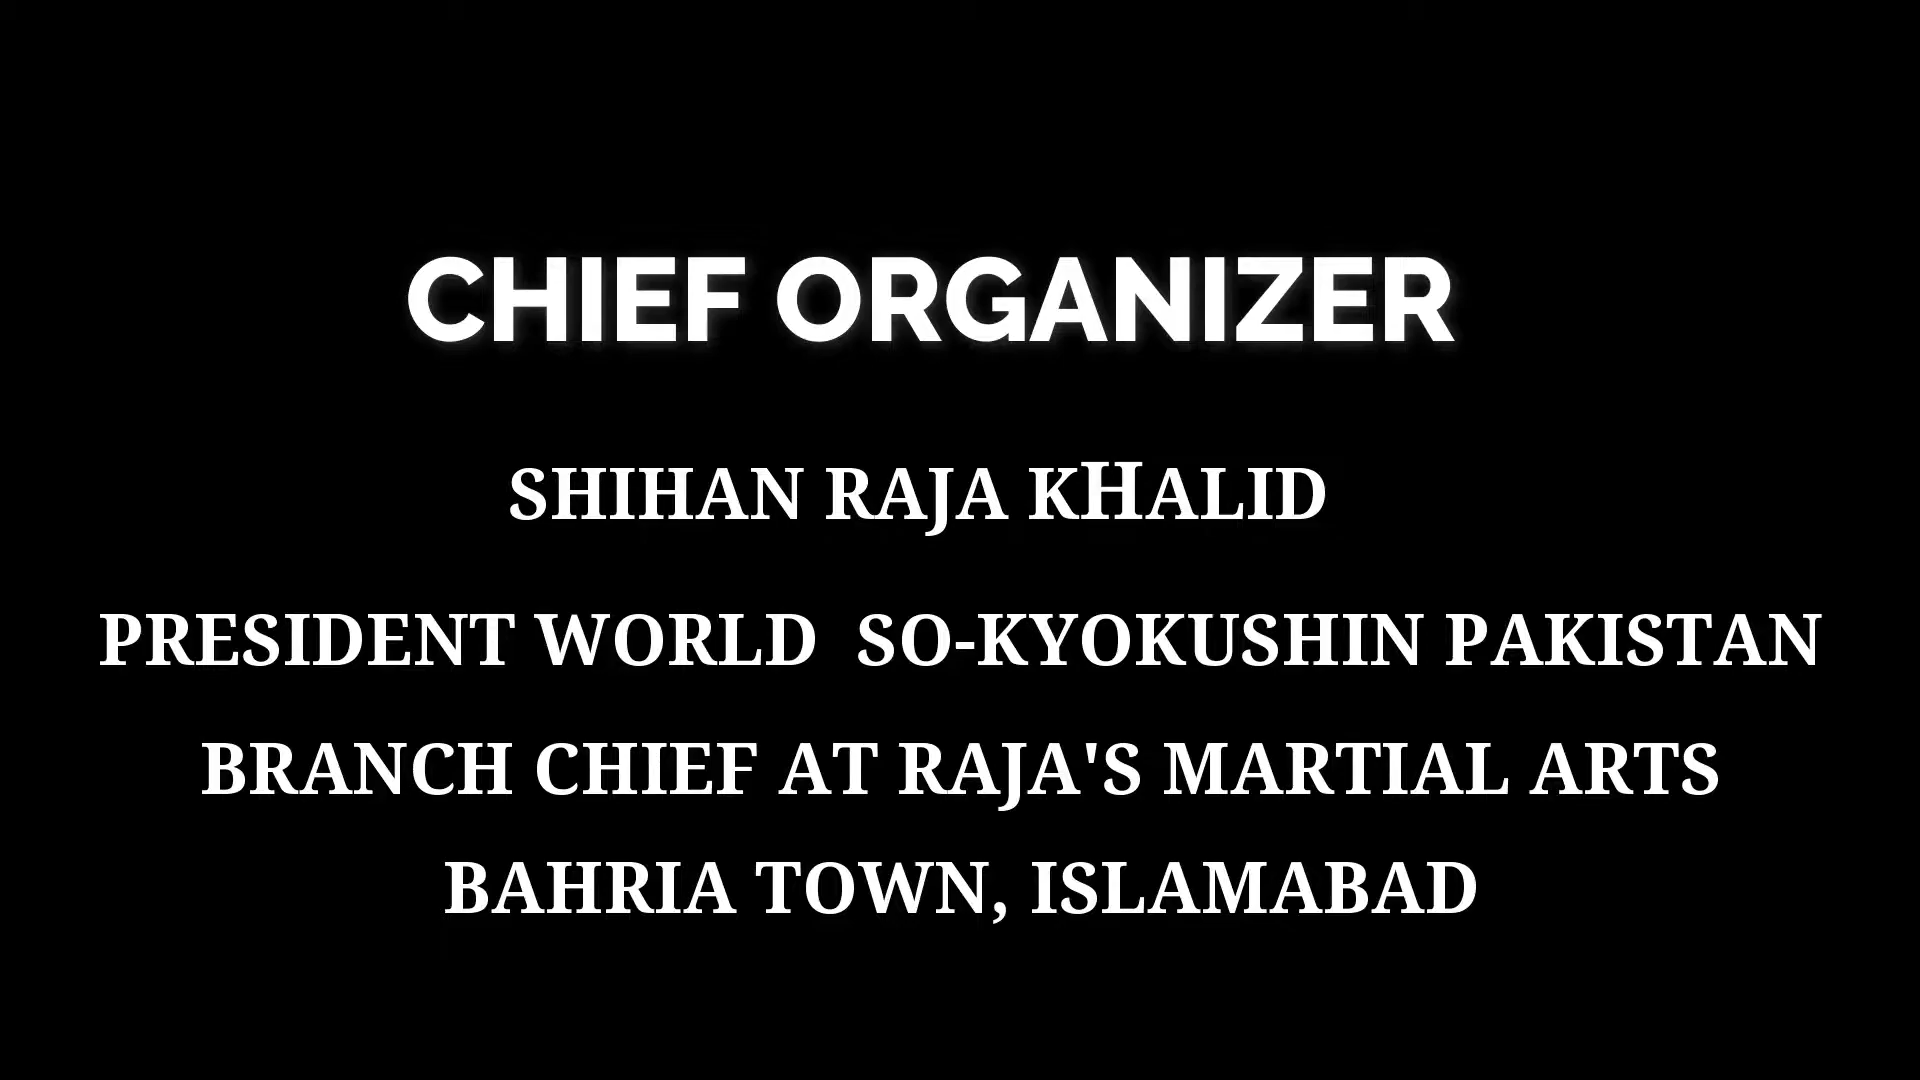 CHIEF ORGANIZER
SHIHAN RAJA KHALID
PRESIDENT WORLD  SO-KYOKUSHIN PAKISTAN
BRANCH CHIEF AT RAJA'S MARTIAL ARTS
BAHRIA TOWN, ISLAMABAD